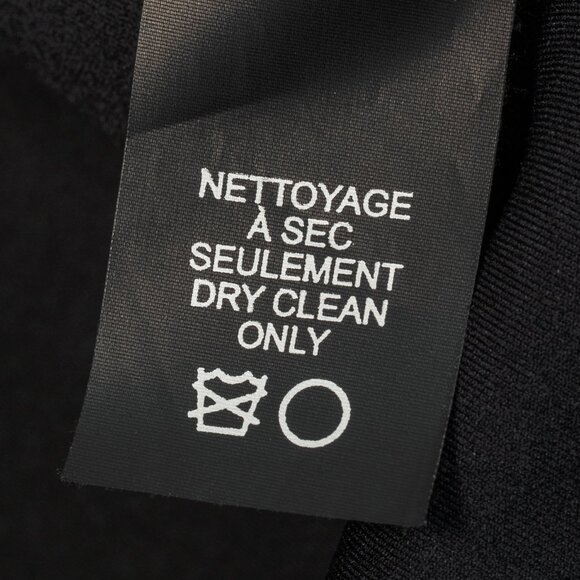 NETTOYAGE
À SEC
SEULEMENT
DRY CLEAN
ONLY